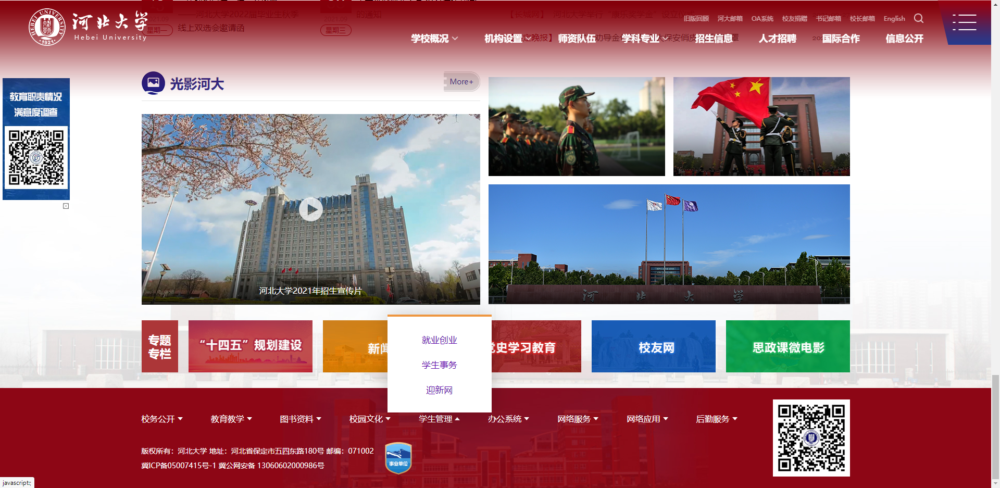 ——河北大学2022届毕业生秋季
线上双选会邀请函
2021.09
星期一
的通知
2021.09
星期三
【长城网】 河北大学举行“康乐奖学金”设立仪式
HEBEI UNIVERSITY
1921
河北大学
Hebei University
旧版回顾 河大邮箱 OA系统 校友捐赠 书记邮箱 校长邮箱 English
学校概况 机构设置 师资队伍 学科专业 招生信息 人才招聘 国际合作 信息公开
教育职责情况
满意度调查
光影河大
More+
河北大学2021年招生宣传片
河北大学
专题
专栏
“十四五”规划建设
新闻
党史学习教育
校友网
思政课微电影
就业创业
学生事务
迎新网
校务公开 教育教学 图书资料 校园文化 学生管理 办公系统 网络服务 网络应用 后勤服务
版权所有：河北大学 地址：河北省保定市五四东路180号 邮编：071002
冀ICP备05007415号-1 冀公网安备 13060602000986号
事业单位
javascript:;